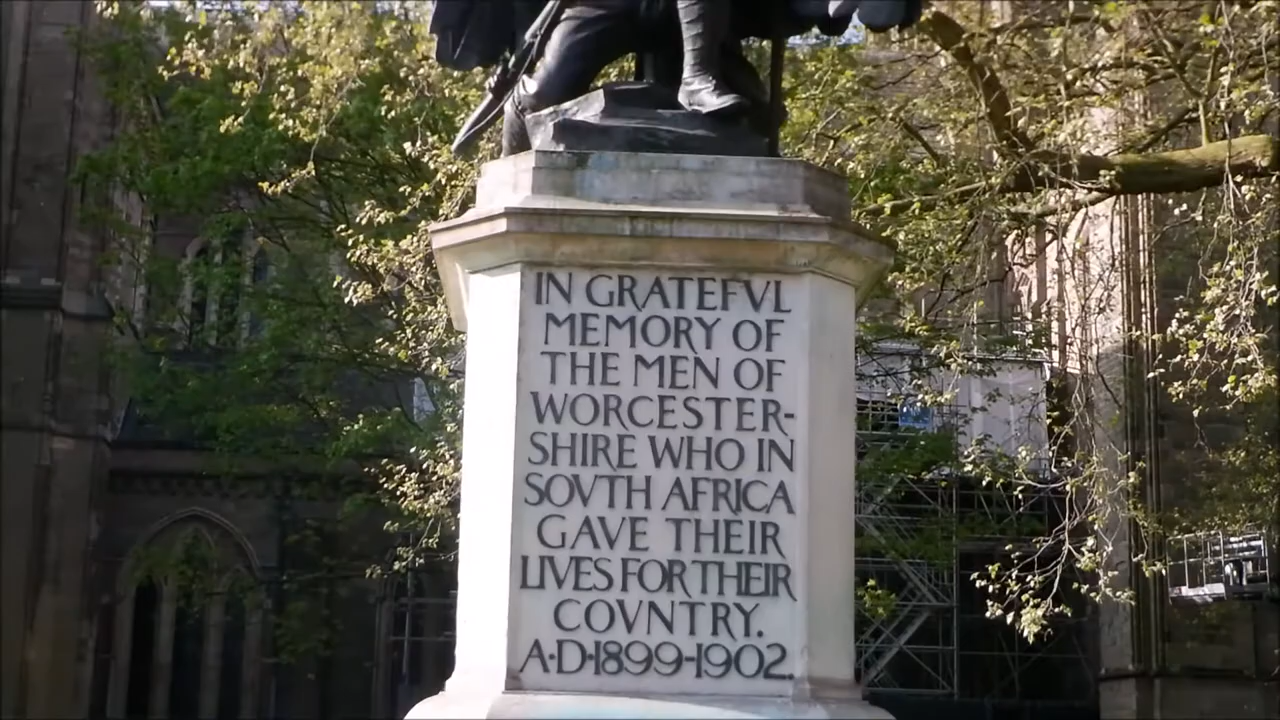 IN GRATEFVL
MEMORY OF
THE MEN OF
WORCESTER-
SHIRE WHO IN
SOVTH AFRICA
GAVE THEIR
LIVES FOR THEIR
COVNTRY.
A·D·1899-1902.